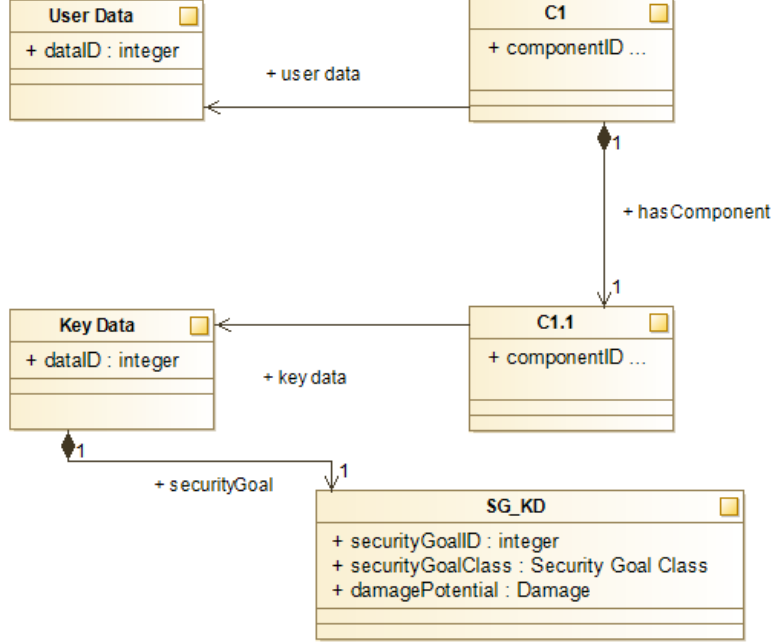 User Data
+ dataID : integer
C1
+ componentID ...
+ user data
1
+ hasComponent
1
Key Data
+ dataID : integer
C1.1
+ componentID ...
+ key data
1
+ securityGoal
1
SG_KD
+ securityGoalID : integer
+ securityGoalClass : Security Goal Class
+ damagePotential : Damage